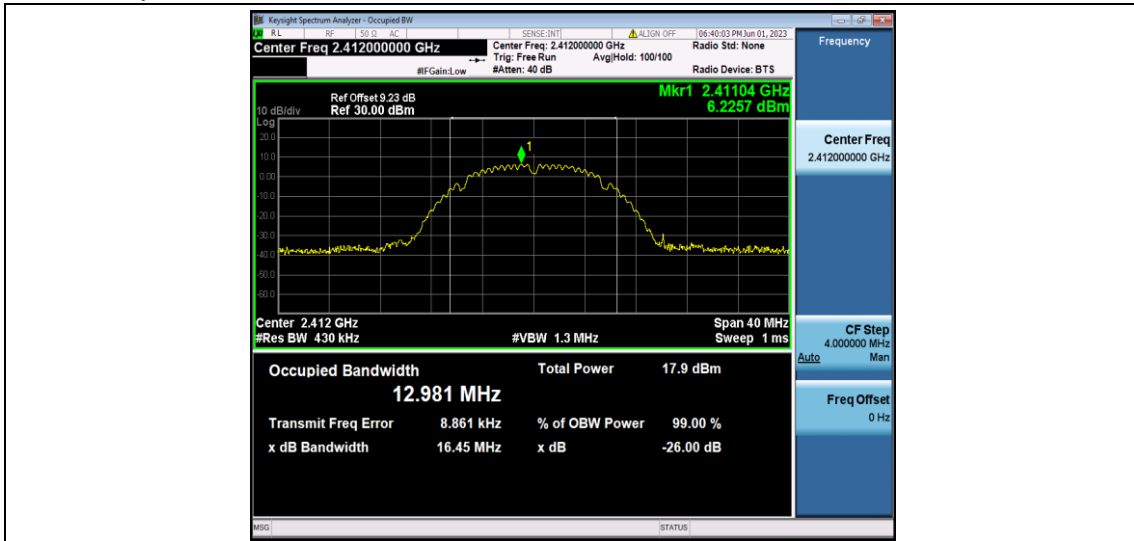 Keysight Spectrum Analyzer - Occupied BW
RL RF 50 Ω AC SENSE:INT ALIGN OFF 06:40:03 PM Jun 01, 2023
Center Freq 2.412000000 GHz
Center Freq: 2.412000000 GHz Radio Std: None
Trig: Free Run Avg|Hold: 100/100
#IFGain:Low #Atten: 40 dB Radio Device: BTS
Frequency
Mkr1 2.41104 GHz
6.2257 dBm
Ref Offset 9.23 dB
10 dB/div Ref 30.00 dBm
Log
20.0
1
10.0
0.00
-10.0
-20.0
-30.0
-40.0
-50.0
-60.0
Center Freq
2.412000000 GHz
Center 2.412 GHz Span 40 MHz
#Res BW 430 kHz #VBW 1.3 MHz Sweep 1 ms
CF Step
4.000000 MHz
Auto Man
Occupied Bandwidth Total Power 17.9 dBm
12.981 MHz
Freq Offset
0 Hz
Transmit Freq Error 8.861 kHz % of OBW Power 99.00 %
x dB Bandwidth 16.45 MHz x dB -26.00 dB
MSG STATUS